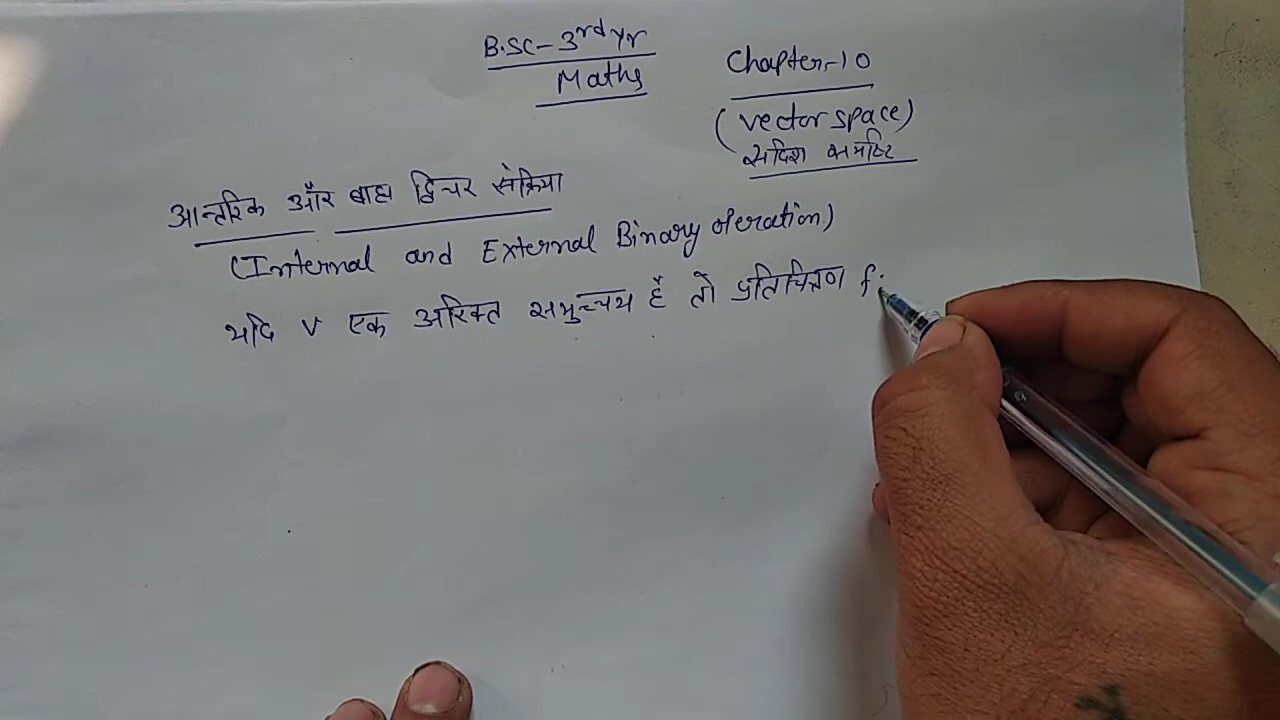 B.SC-3rd Yr
Maths
Chapter-10
(vector space)
सदिश समष्टि
आन्तरिक और बाह्य द्विचर संक्रिया
(Internal and External Binary operation)
यदि V एक अरिक्त समुच्चय है तो प्रतिचित्रण f: